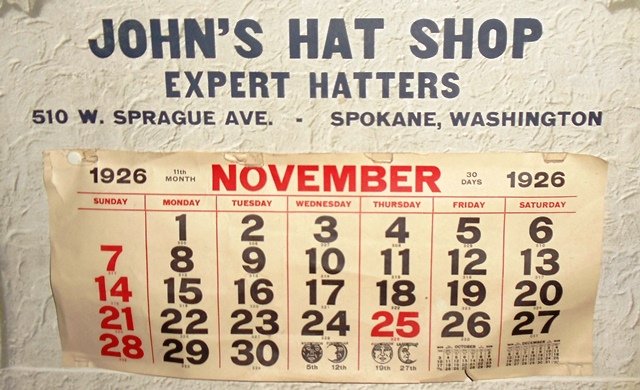 JOHN'S HAT SHOP
EXPERT HATTERS
510 W. SPRAGUE AVE. - SPOKANE, WASHINGTON
1926 11th MONTH NOVEMBER 30 DAYS 1926
SUNDAY MONDAY TUESDAY WEDNESDAY THURSDAY FRIDAY SATURDAY
1 2 3 4 5 6
7 8 9 10 11 12 13
14 15 16 17 18 19 20
21 22 23 24 25 26 27
28 29 30 5th 12th 19th 27th OCTOBER DECEMBER